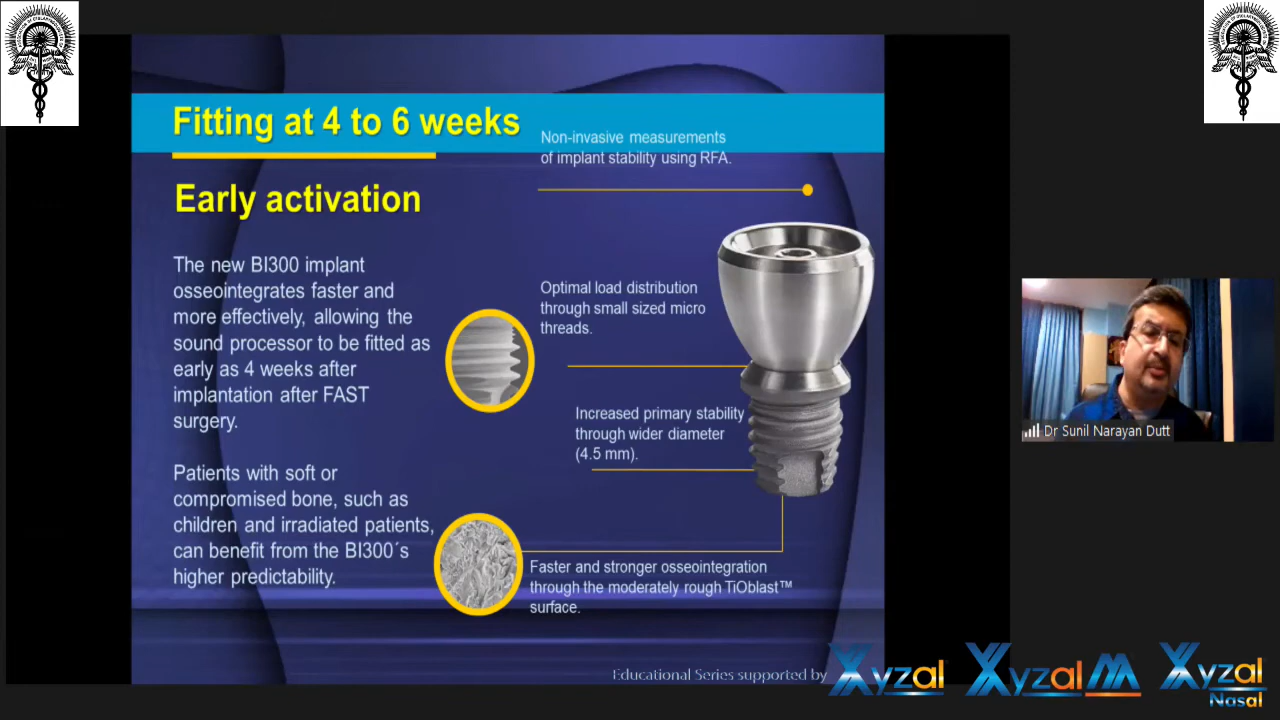 Fitting at 4 to 6 weeks
Non-invasive measurements
of implant stability using RFA.
Early activation
The new BI300 implant
osseointegrates faster and
more effectively, allowing the
sound processor to be fitted as
early as 4 weeks after
implantation after FAST
surgery.
Patients with soft or
compromised bone, such as
children and irradiated patients,
can benefit from the BI300´s
higher predictability.
Optimal load distribution
through small sized micro
threads.
Increased primary stability
through wider diameter
(4.5 mm).
Faster and stronger osseointegration
through the moderately rough TiOblast™
surface.
Dr Sunil Narayan Dutt
Educational Series supported by
Xyzal
Xyzal M
Xyzal
Nasal